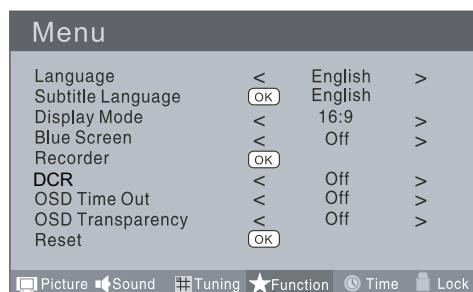 Menu
Language < English >
Subtitle Language OK English
Display Mode < 16:9 >
Blue Screen < Off >
Recorder OK
DCR < Off >
OSD Time Out < Off >
OSD Transparency < Off >
Reset OK
Picture Sound Tuning Function Time Lock